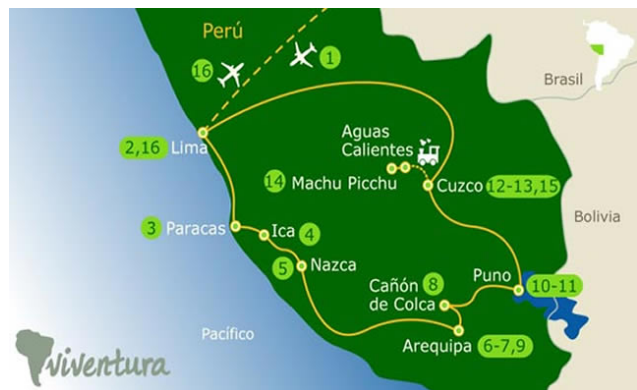 Perú
16
1
Brasil
2,16 Lima
Aguas
Calientes
14 Machu Picchu
Cuzco 12-13,15
3 Paracas
Ica 4
Bolivia
5 Nazca
Cañón 8
de Colca
Puno 10-11
Pacífico
Arequipa 6-7,9
viventura